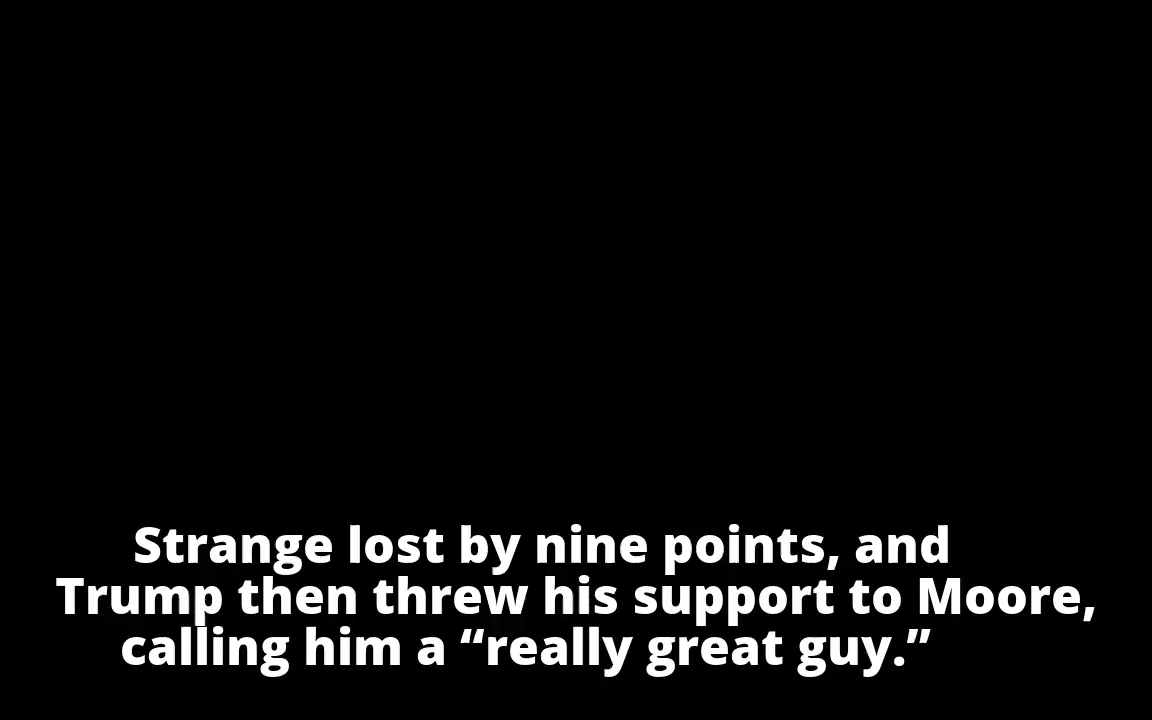 Strange lost by nine points, and
Trump then threw his support to Moore,
calling him a “really great guy.”